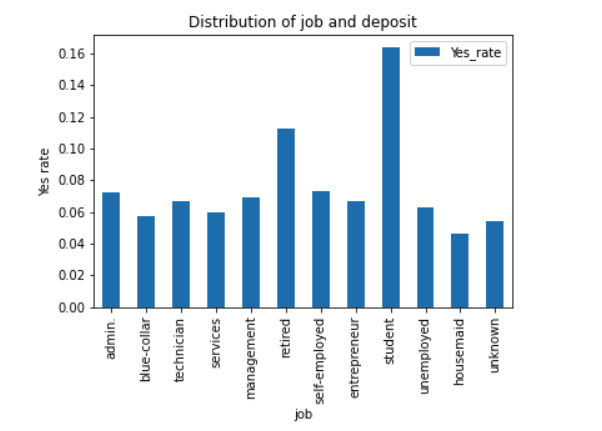 Distribution of job and deposit
Yes_rate
Yes rate
0.16
0.14
0.12
0.10
0.08
0.06
0.04
0.02
0.00
admin.
blue-collar
technician
services
management
retired
self-employed
entrepreneur
student
unemployed
housemaid
unknown
job